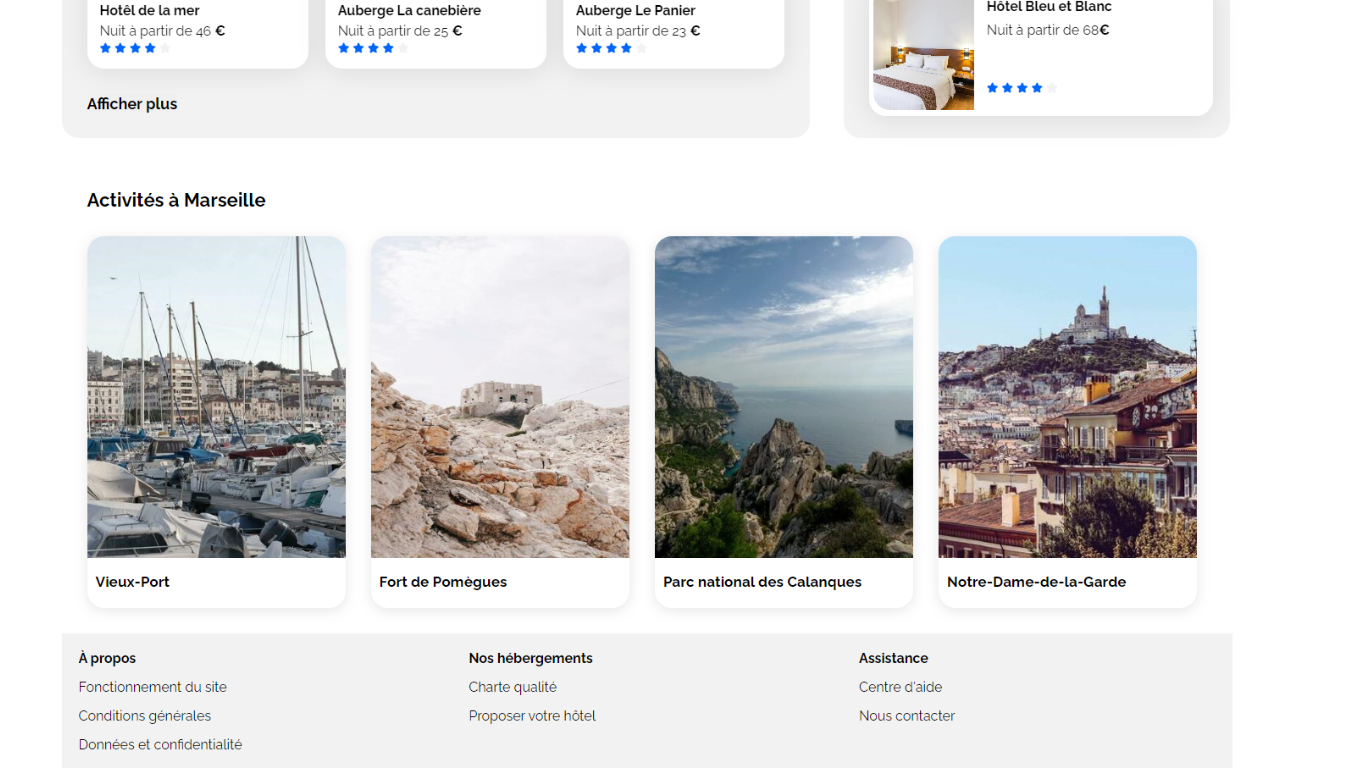 Hotêl de la mer
Nuit à partir de 46 €
Auberge La canebière
Nuit à partir de 25 €
Auberge Le Panier
Nuit à partir de 23 €
Afficher plus
Hôtel Bleu et Blanc
Nuit à partir de 68€
Activités à Marseille
Vieux-Port
Fort de Pomègues
Parc national des Calanques
Notre-Dame-de-la-Garde
À propos
Fonctionnement du site
Conditions générales
Données et confidentialité
Nos hébergements
Charte qualité
Proposer votre hôtel
Assistance
Centre d'aide
Nous contacter